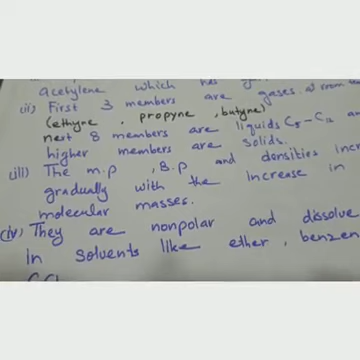 acetylene which has
(ii) First 3 members are gases. at room
(ethyne, propyne, butyne)
next 8 members are liquids C5-C12
higher members are solids.
(iii) The m.p, B.p and densities incr
gradually with the increase in
molecular masses.
(iv) They are nonpolar and dissolve
in solvents like ether, benzen